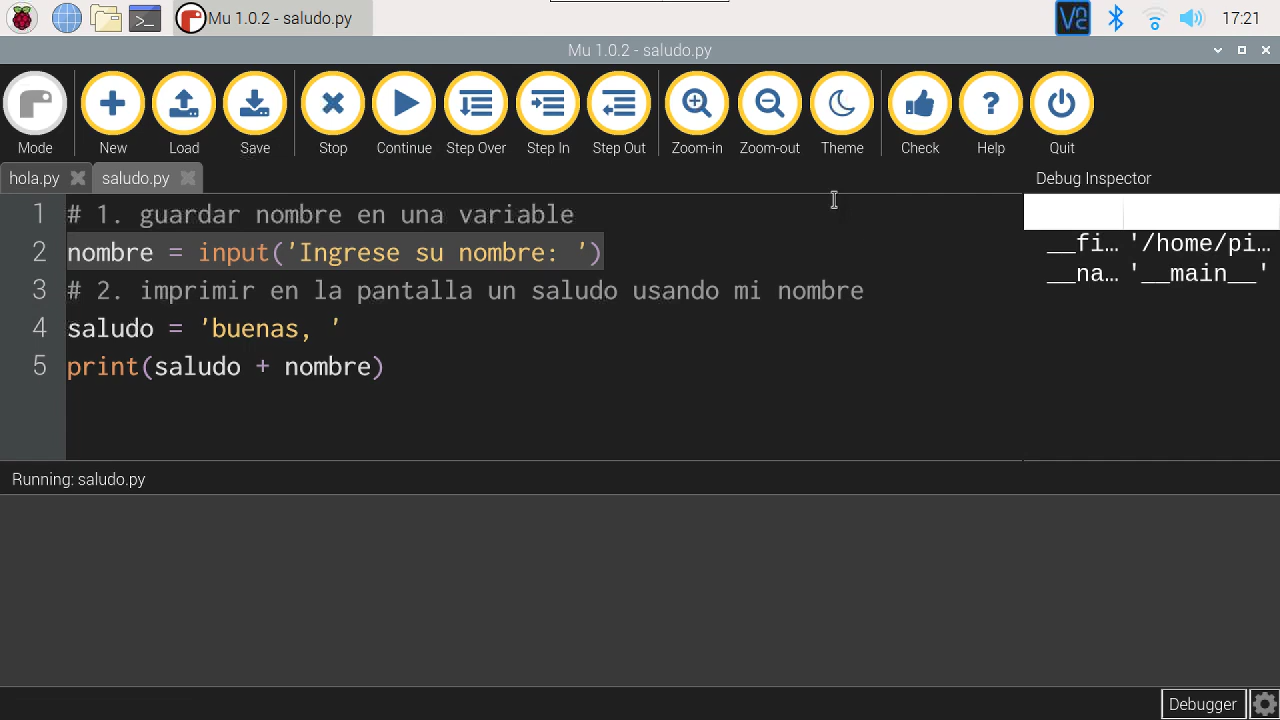 Mu 1.0.2 - saludo.py
17:21
Mu 1.0.2 - saludo.py
Mode New Load Save Stop Continue Step Over Step In Step Out Zoom-in Zoom-out Theme Check Help Quit
hola.py saludo.py
Debug Inspector
1 # 1. guardar nombre en una variable
2 nombre = input('Ingrese su nombre: ')
3 # 2. imprimir en la pantalla un saludo usando mi nombre
4 saludo = 'buenas, '
5 print(saludo + nombre)
__fi... '/home/pi...
__na... '__main__'
Running: saludo.py
Debugger